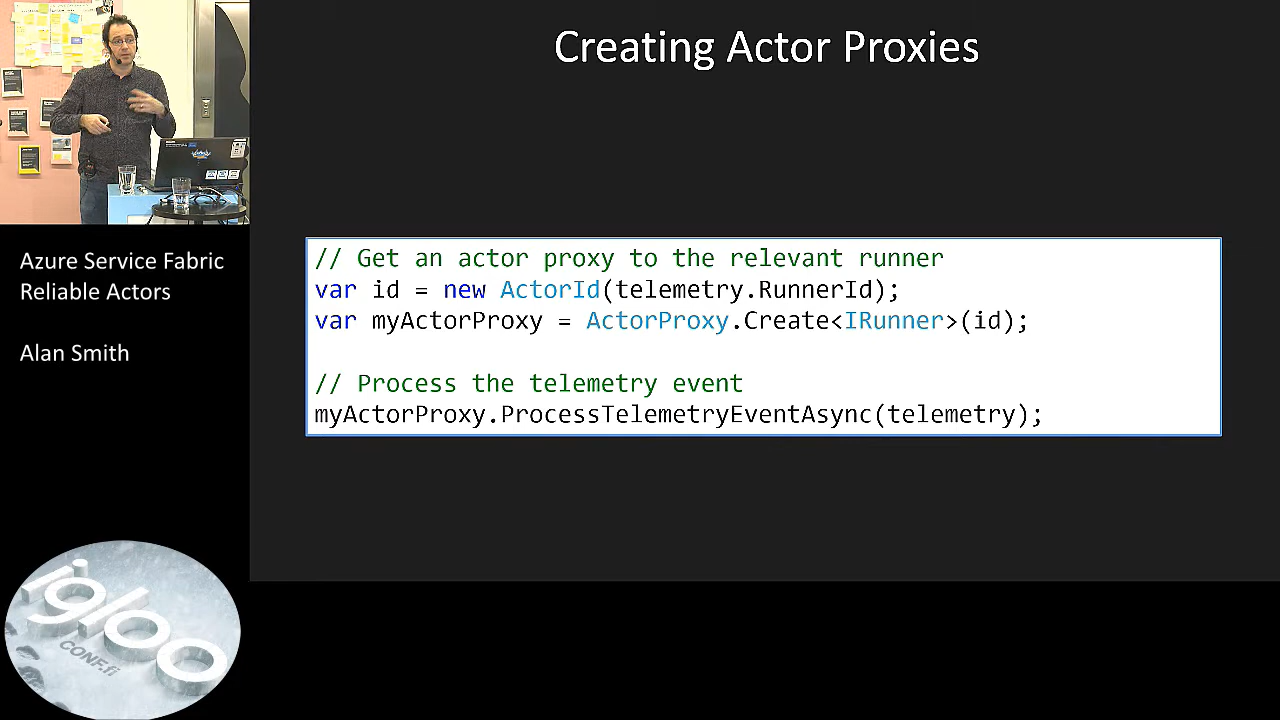 Creating Actor Proxies
Azure Service Fabric
Reliable Actors
Alan Smith
// Get an actor proxy to the relevant runner
var id = new ActorId(telemetry.RunnerId);
var myActorProxy = ActorProxy.Create<IRunner>(id);
// Process the telemetry event
myActorProxy.ProcessTelemetryEventAsync(telemetry);
igloo
CONF.fi